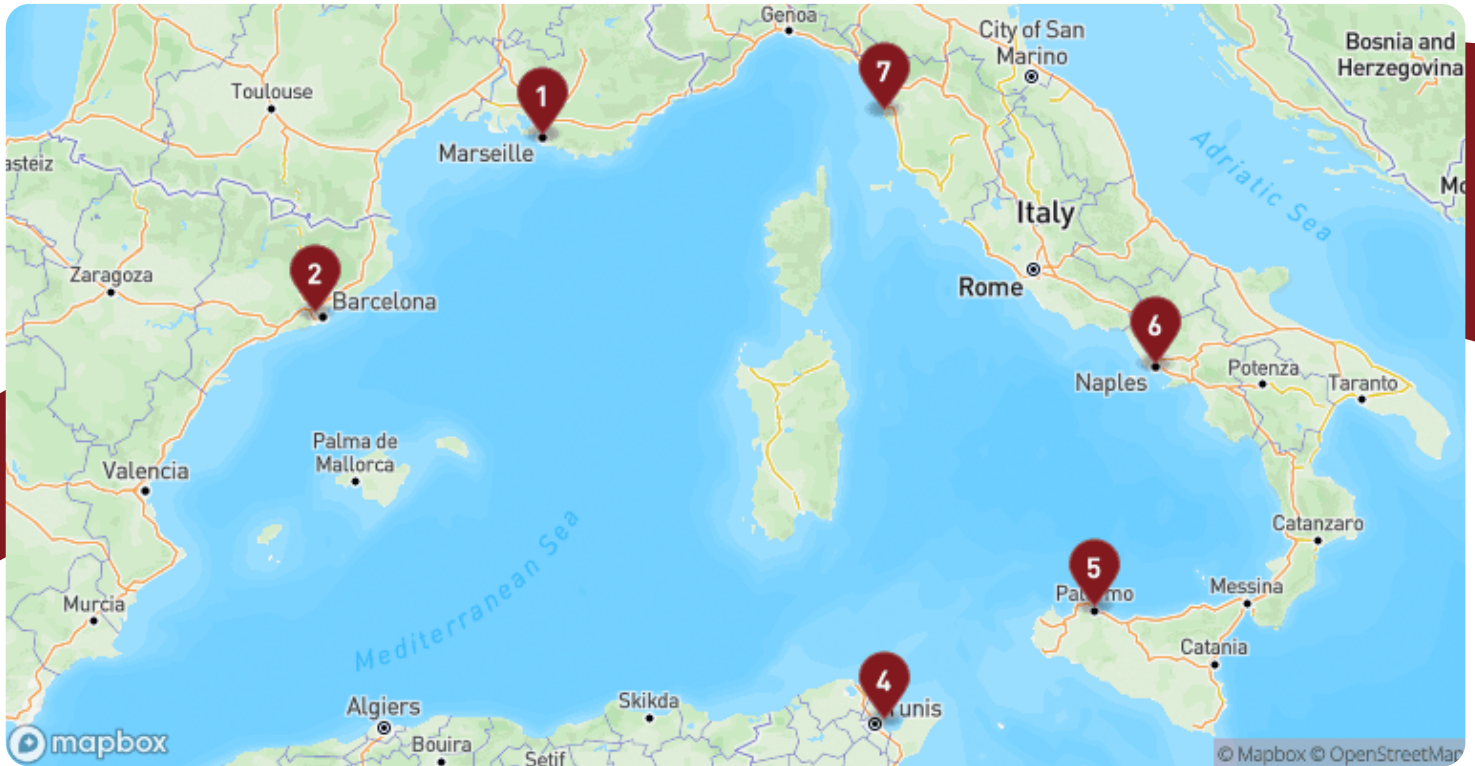 Genoa
City of San
Marino
Bosnia and
Herzegovina
7
1
Toulouse
Marseille
asteiz
Adriatic Sea
Mo
Italy
2
Zaragoza
Barcelona
Rome
6
Naples
Potenza
Taranto
Palma de
Mallorca
Valencia
Mediterranean Sea
Catanzaro
5
Messina
Murcia
Catania
4
unis
Skikda
Algiers
Bouira
Setif
mapbox
© Mapbox © OpenStreetMap